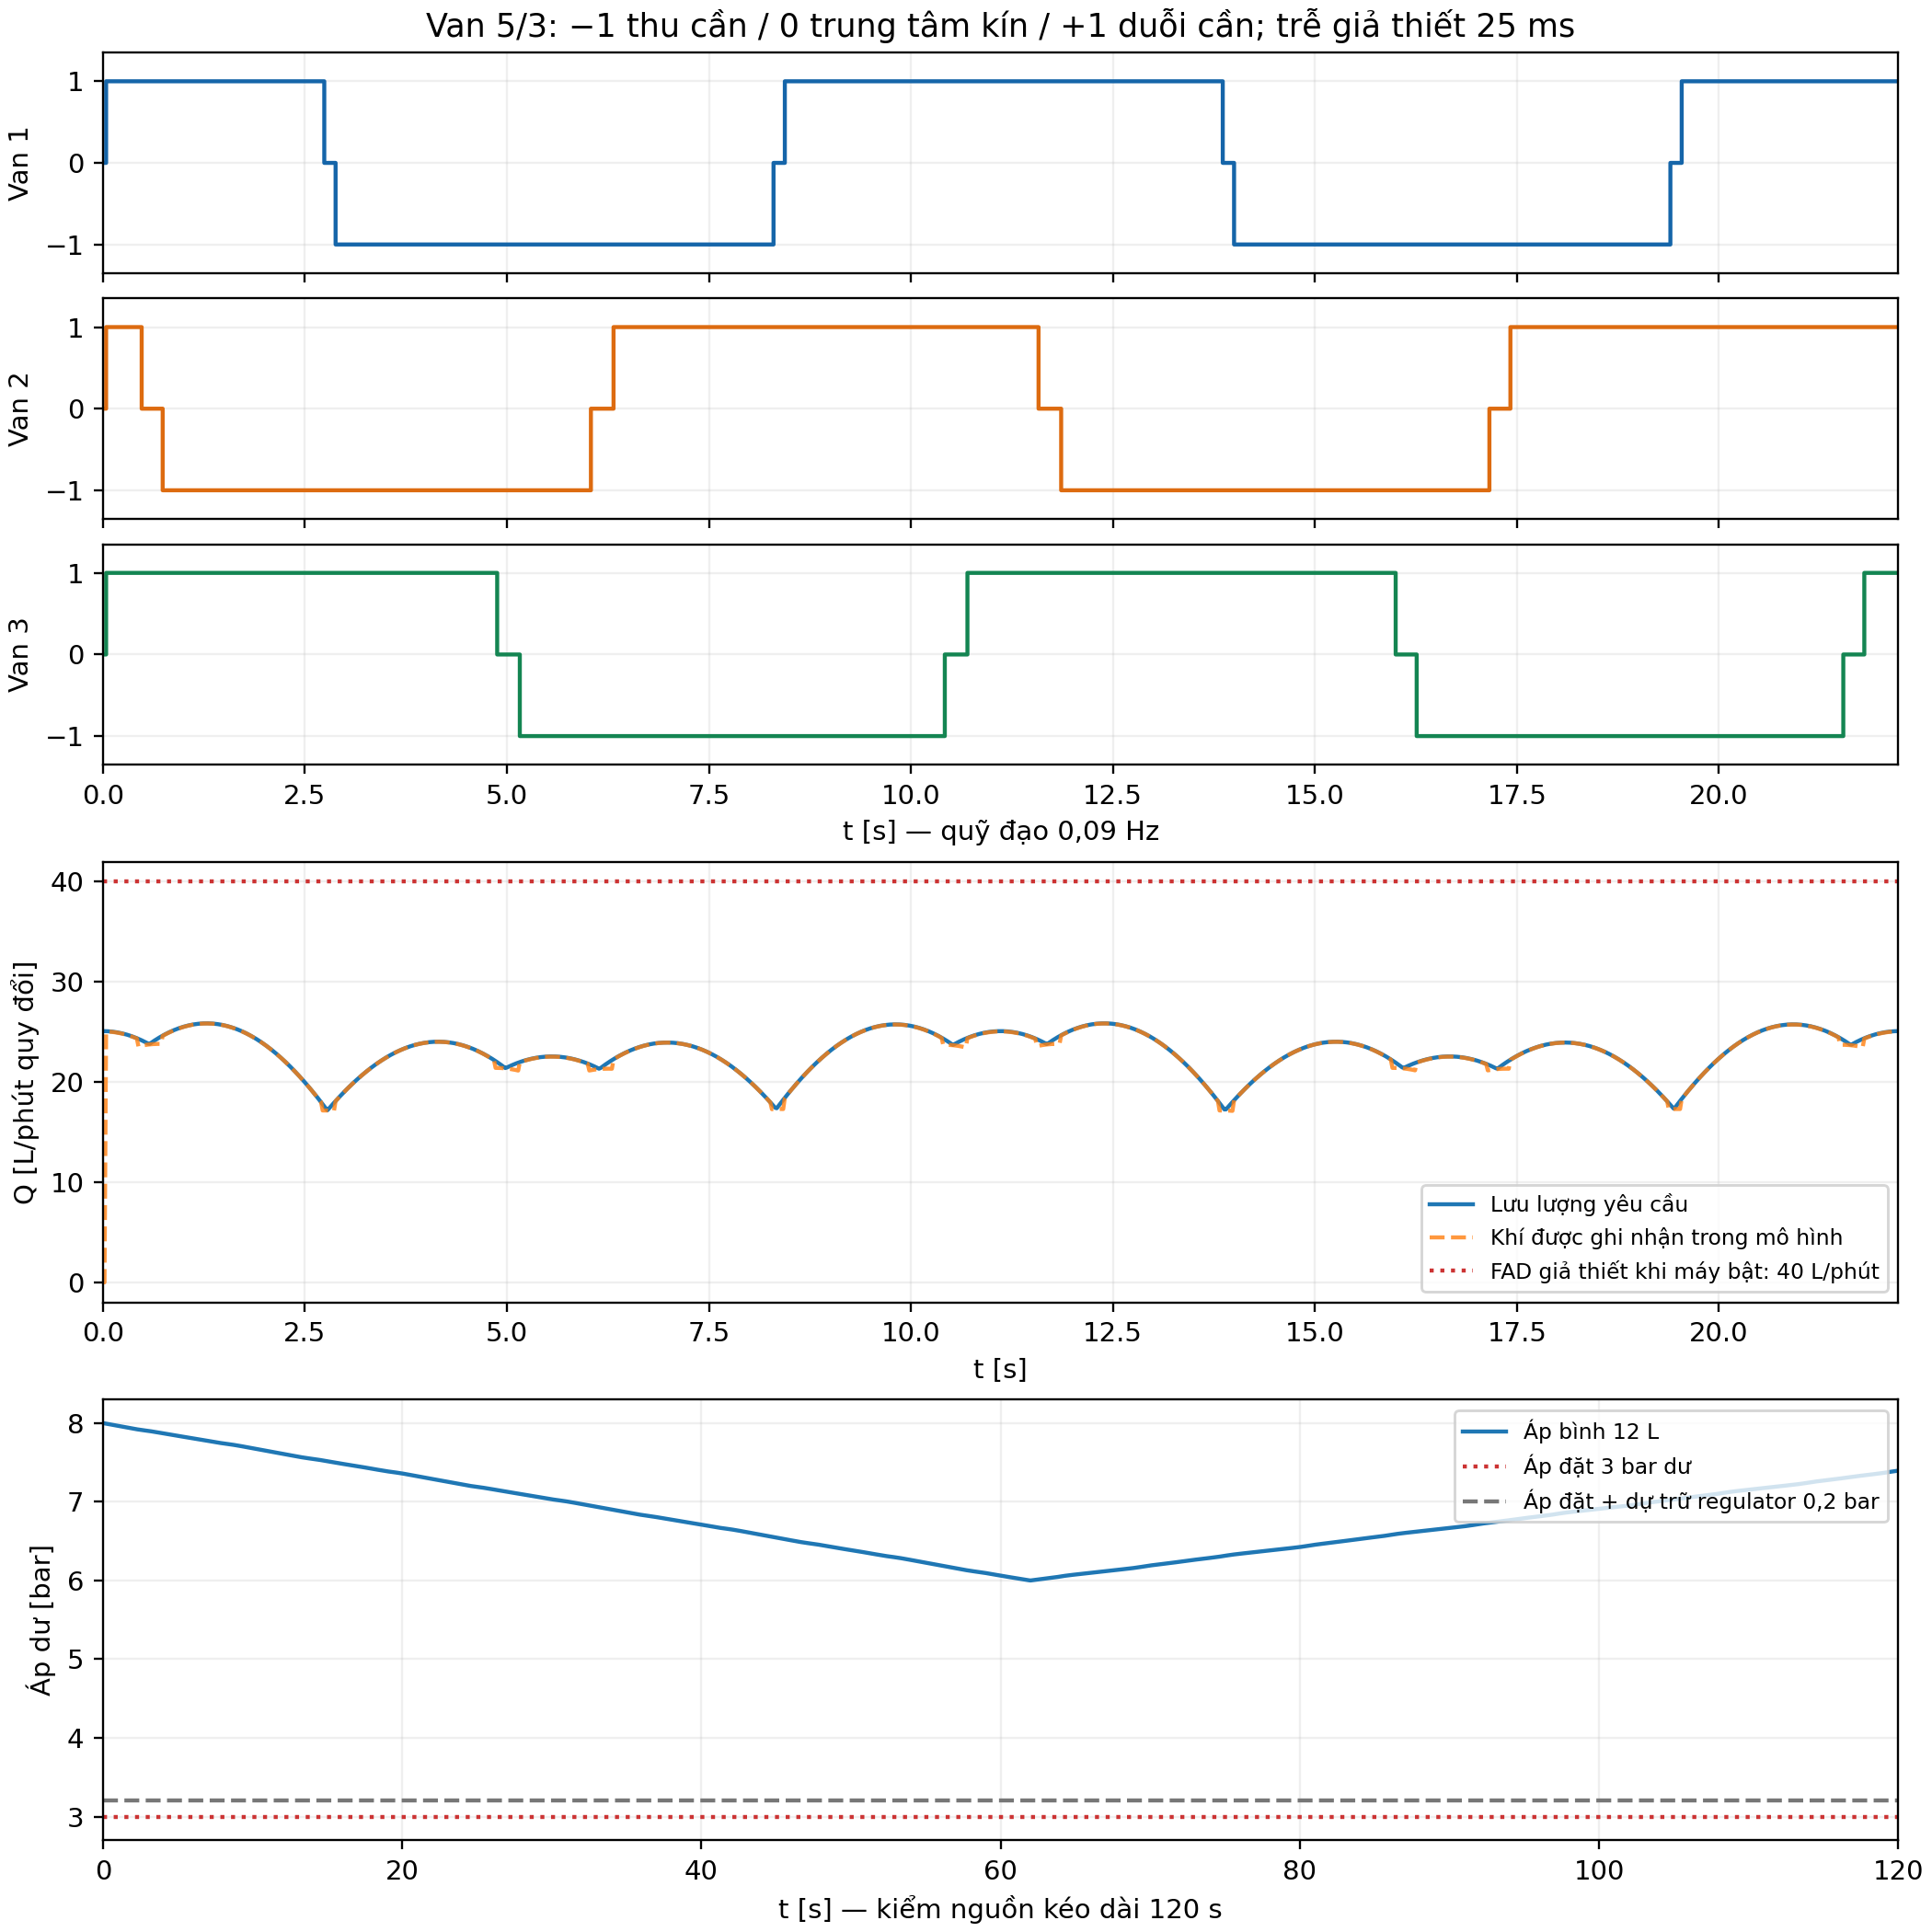 Van 5/3: −1 thu cần / 0 trung tâm kín / +1 duỗi cần; trễ giả thiết 25 ms
Van 1
1
0
−1
Van 2
1
0
−1
Van 3
1
0
−1
0.0 2.5 5.0 7.5 10.0 12.5 15.0 17.5 20.0
t [s] — quỹ đạo 0,09 Hz
Q [L/phút quy đổi]
40
30
20
10
0
Lưu lượng yêu cầu
Khí được ghi nhận trong mô hình
FAD giả thiết khi máy bật: 40 L/phút
0.0 2.5 5.0 7.5 10.0 12.5 15.0 17.5 20.0
t [s]
Áp dư [bar]
8
7
6
5
4
3
Áp bình 12 L
Áp đặt 3 bar dư
Áp đặt + dự trữ regulator 0,2 bar
0 20 40 60 80 100 120
t [s] — kiểm nguồn kéo dài 120 s